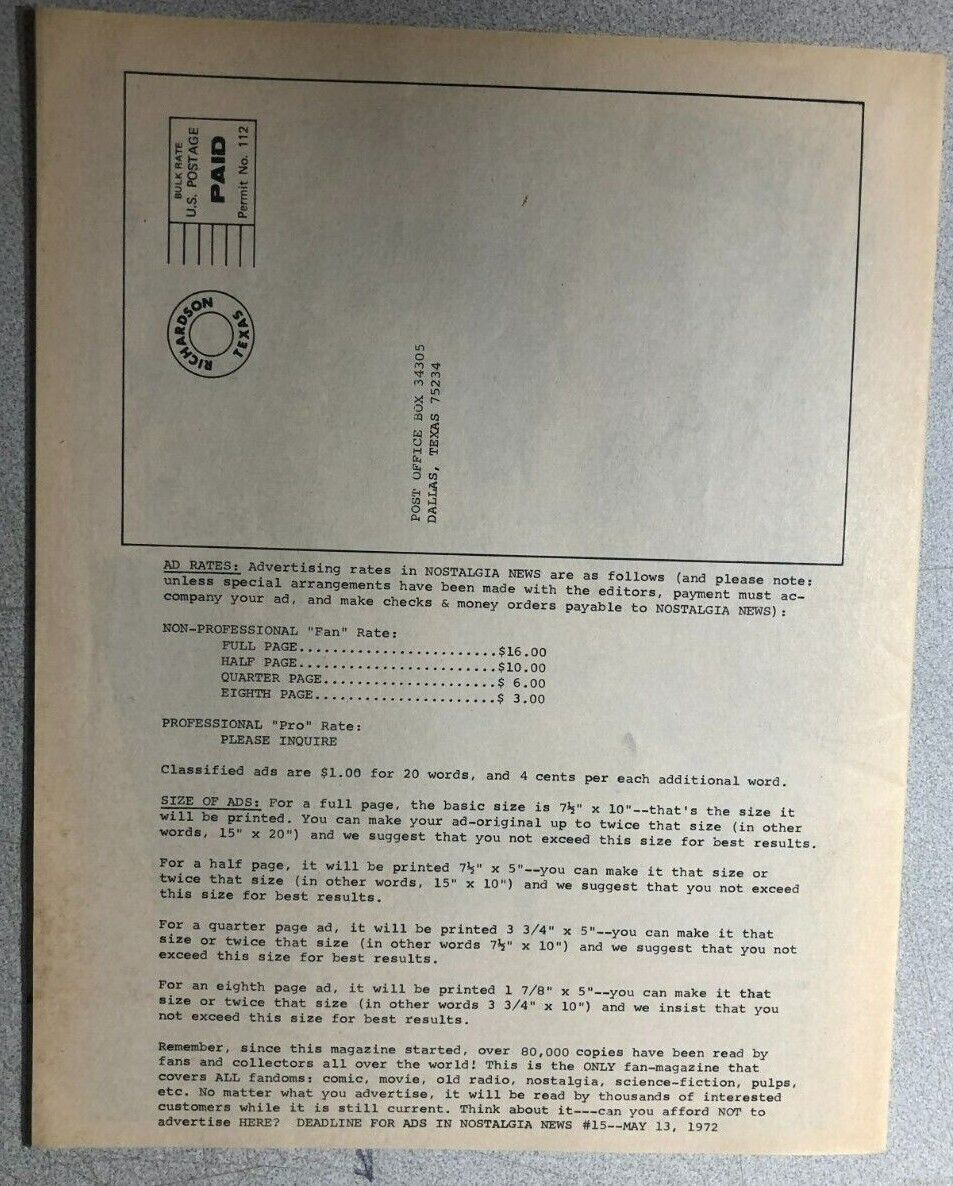 BULK RATE
U.S. POSTAGE
PAID
Permit No. 112
RICHARDSON
TEXAS
POST OFFICE BOX 34305
DALLAS, TEXAS 75234
AD RATES: Advertising rates in NOSTALGIA NEWS are as follows (and please note:
unless special arrangements have been made with the editors, payment must ac-
company your ad, and make checks & money orders payable to NOSTALGIA NEWS):
NON-PROFESSIONAL "Fan" Rate:
FULL PAGE........................$16.00
HALF PAGE........................$10.00
QUARTER PAGE.....................$ 6.00
EIGHTH PAGE......................$ 3.00
PROFESSIONAL "Pro" Rate:
PLEASE INQUIRE
Classified ads are $1.00 for 20 words, and 4 cents per each additional word.
SIZE OF ADS: For a full page, the basic size is 7½" x 10"--that's the size it
will be printed. You can make your ad-original up to twice that size (in other
words, 15" x 20") and we suggest that you not exceed this size for best results.
For a half page, it will be printed 7½" x 5"--you can make it that size or
twice that size (in other words, 15" x 10") and we suggest that you not exceed
this size for best results.
For a quarter page ad, it will be printed 3 3/4" x 5"--you can make it that
size or twice that size (in other words 7½" x 10") and we suggest that you not
exceed this size for best results.
For an eighth page ad, it will be printed 1 7/8" x 5"--you can make it that
size or twice that size (in other words 3 3/4" x 10") and we insist that you
not exceed this size for best results.
Remember, since this magazine started, over 80,000 copies have been read by
fans and collectors all over the world! This is the ONLY fan-magazine that
covers ALL fandoms: comic, movie, old radio, nostalgia, science-fiction, pulps,
etc. No matter what you advertise, it will be read by thousands of interested
customers while it is still current. Think about it---can you afford NOT to
advertise HERE?  DEADLINE FOR ADS IN NOSTALGIA NEWS #15--MAY 13, 1972